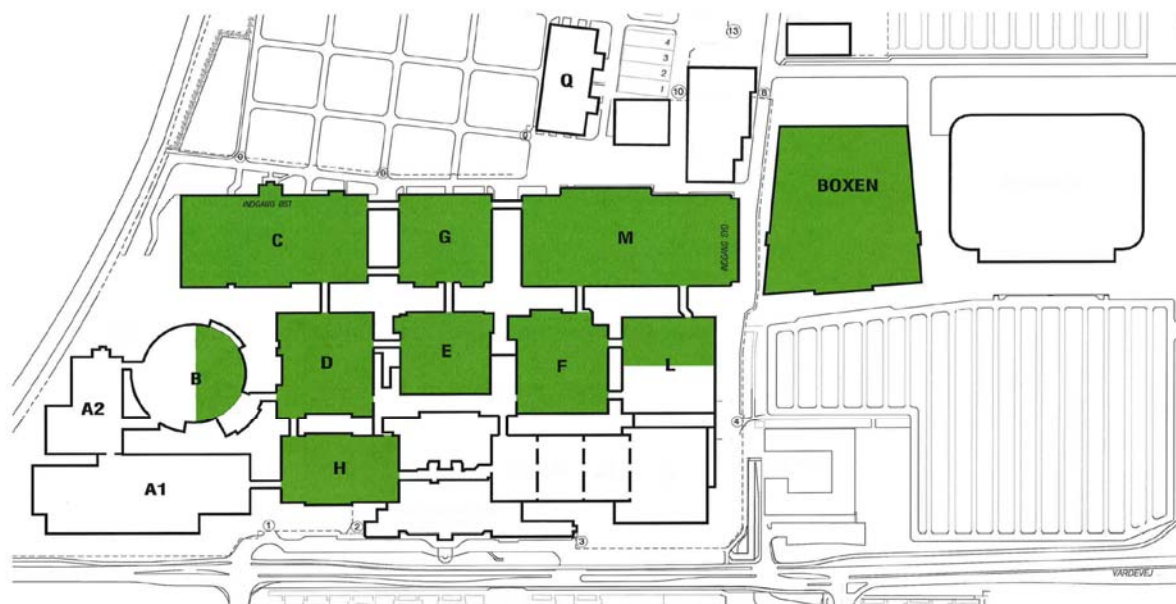 13
4
3
2
1
Q
10
8
BOXEN
INDGANG ØST
C
G
M
INDGANG SYD
B
D
E
F
L
A2
4
H
A1
1
2
3
VARDEVEJ